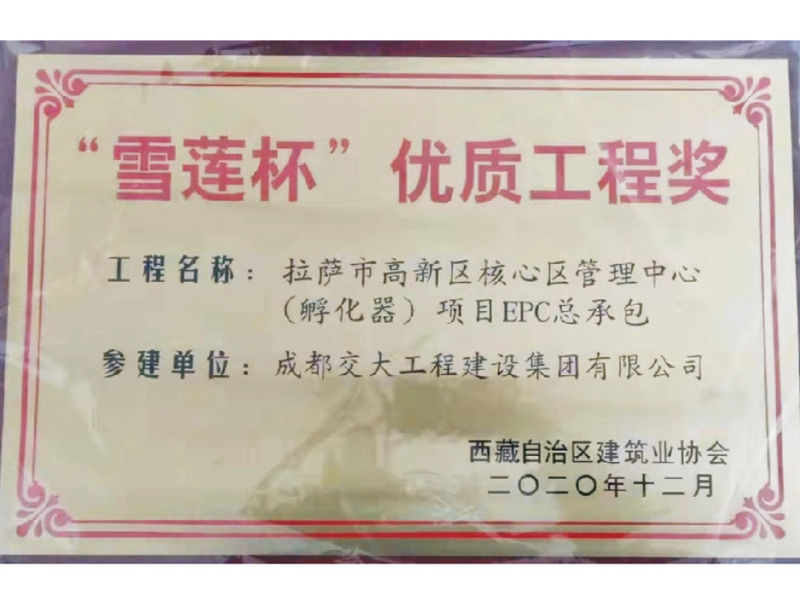 “雪莲杯”优质工程奖
工程名称：拉萨市高新区核心区管理中心
（孵化器）项目EPC总承包
参建单位：成都交大工程建设集团有限公司
西藏自治区建筑业协会
二〇二〇年十二月